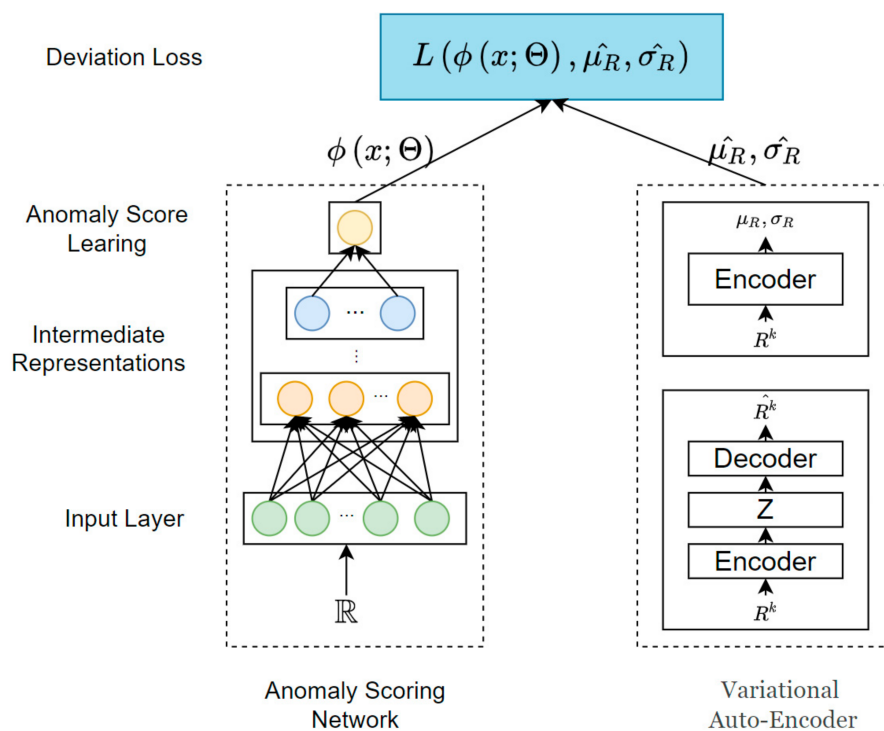 Deviation Loss
L (ϕ (x; Θ) , μ̂_R, σ̂_R)
ϕ (x; Θ)
μ̂_R, σ̂_R
Anomaly Score
Learing
Intermediate
Representations
Input Layer
...
⋮
...
...
ℝ
Anomaly Scoring
Network
μ_R, σ_R
Encoder
R^k
R̂^k
Decoder
Z
Encoder
R^k
Variational
Auto-Encoder